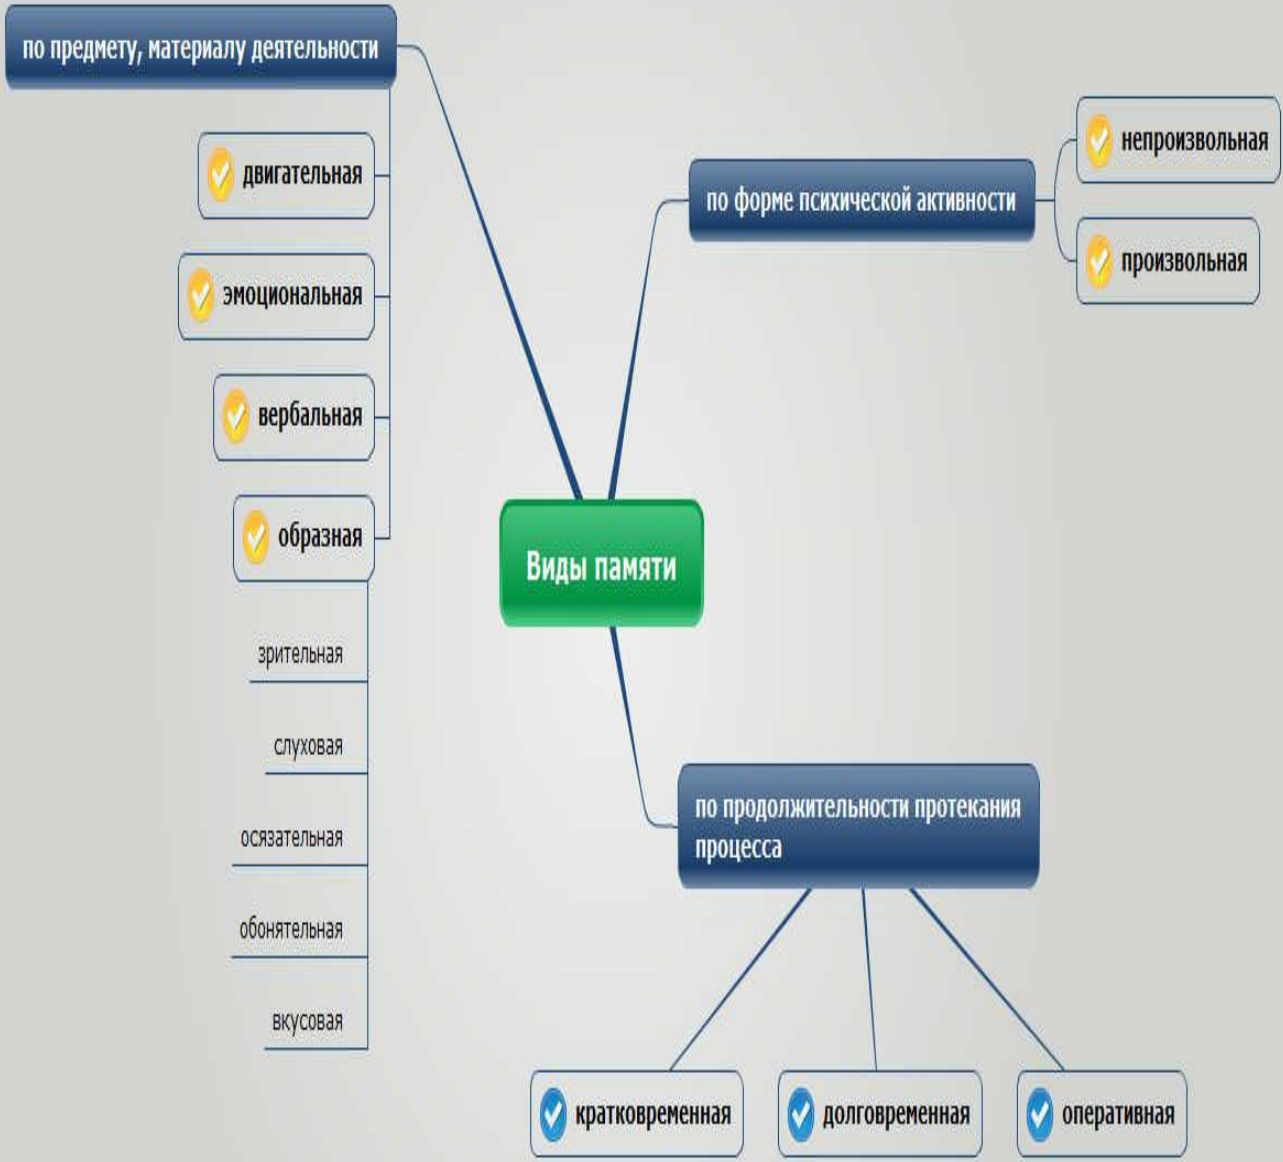 по предмету, материалу деятельности
двигательная
эмоциональная
вербальная
образная
зрительная
слуховая
осязательная
обонятельная
вкусовая
Виды памяти
по форме психической активности
непроизвольная
произвольная
по продолжительности протекания
процесса
кратковременная
долговременная
оперативная